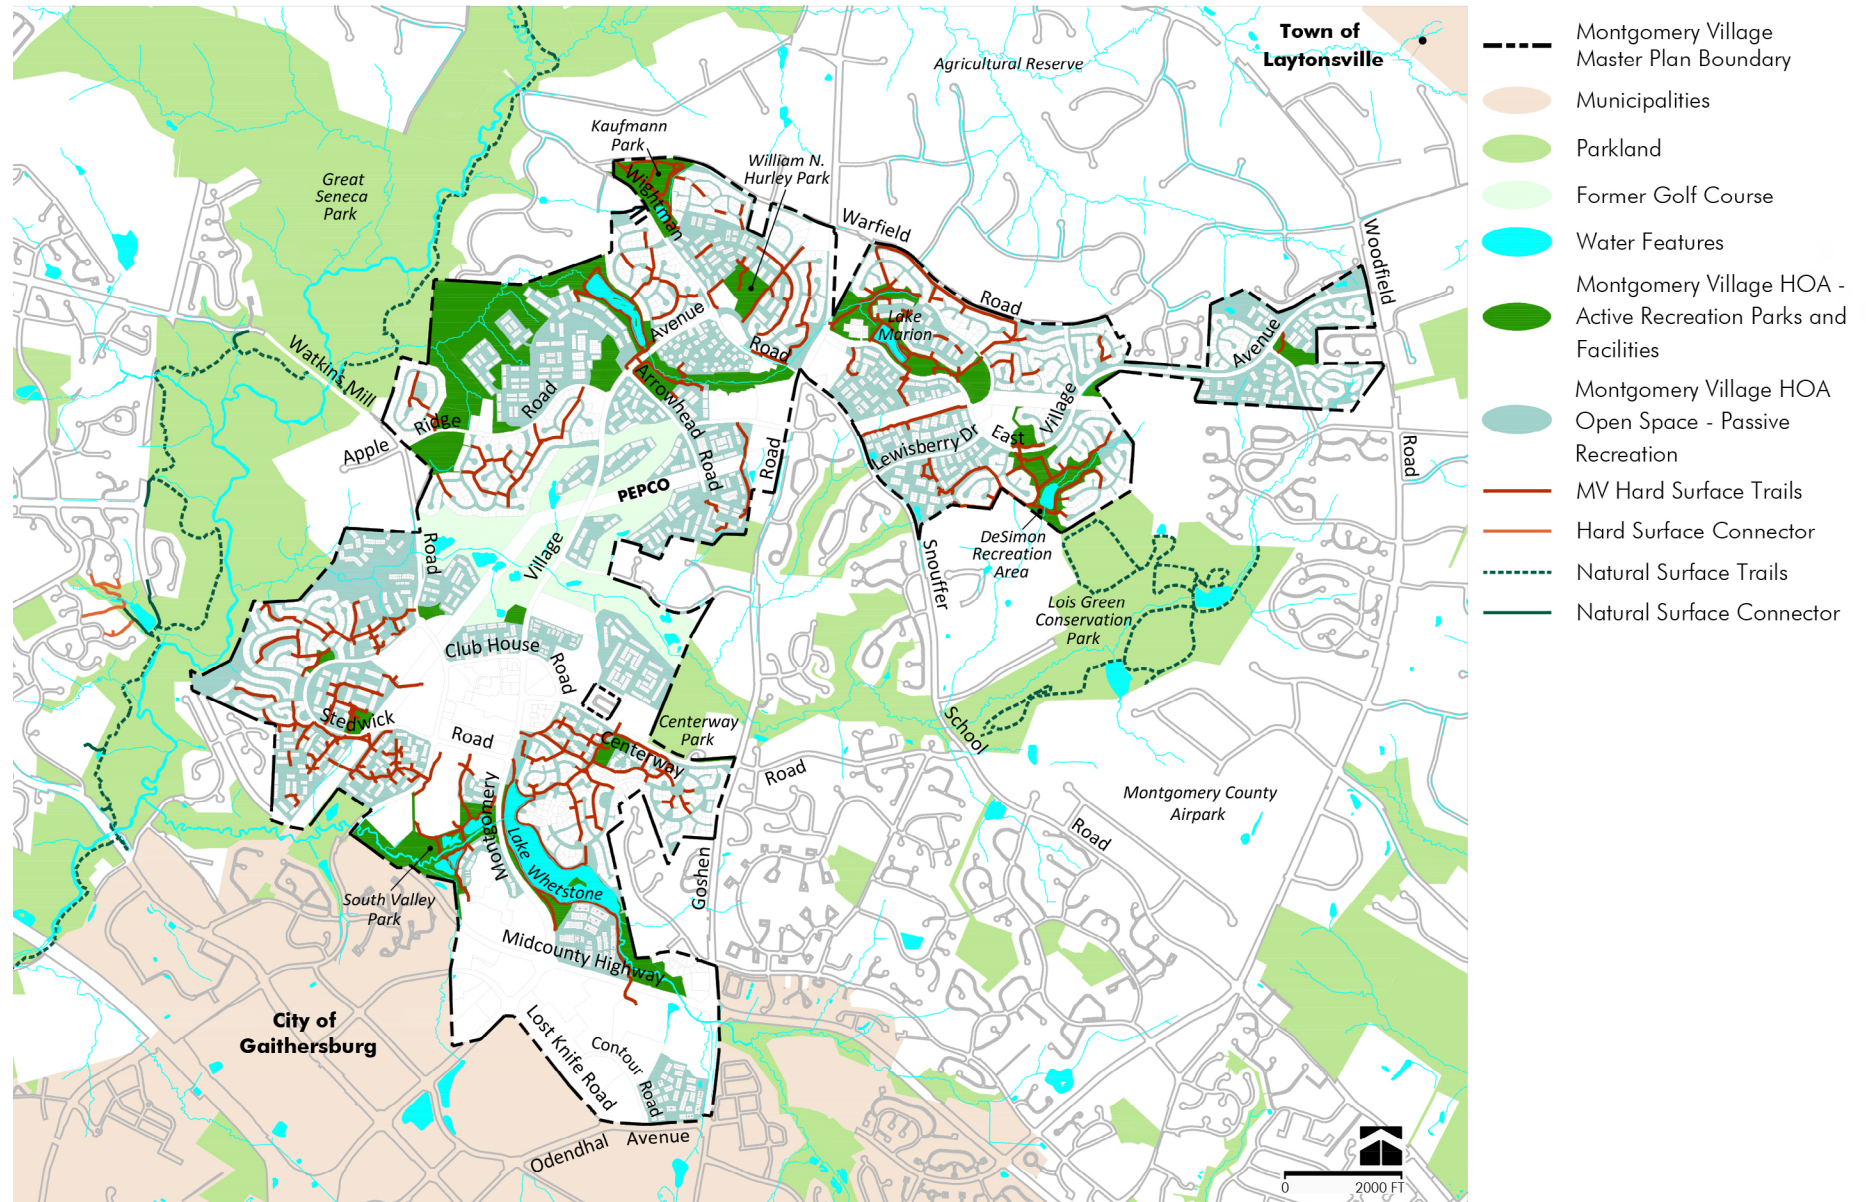 Town of
Laytonsville
Agricultural Reserve
Kaufmann
Park
William N.
Hurley Park
Great
Seneca
Park
Wightman
Warfield
Woodfield
Road
Lake
Marion
Avenue
Road
Avenue
Watkins Mill
Arrowhead
Road
Ridge
Road
Village
Apple
East
Lewisberry Dr
Road
Road
Road
PEPCO
DeSimon
Recreation
Area
Road
Village
Snouffer
Lois Green
Conservation
Park
Club House
Road
Stedwick
Road
Centerway
Park
School
Centerway
Road
Montgomery
Montgomery County
Airpark
Road
Lake
Whetstone
Goshen
South Valley
Park
Midcounty Highway
City of
Gaithersburg
Lost Knife Road
Contour
Road
Odendhal
Avenue
0
2000 FT
Montgomery Village
Master Plan Boundary
Municipalities
Parkland
Former Golf Course
Water Features
Montgomery Village HOA -
Active Recreation Parks and
Facilities
Montgomery Village HOA
Open Space - Passive
Recreation
MV Hard Surface Trails
Hard Surface Connector
Natural Surface Trails
Natural Surface Connector